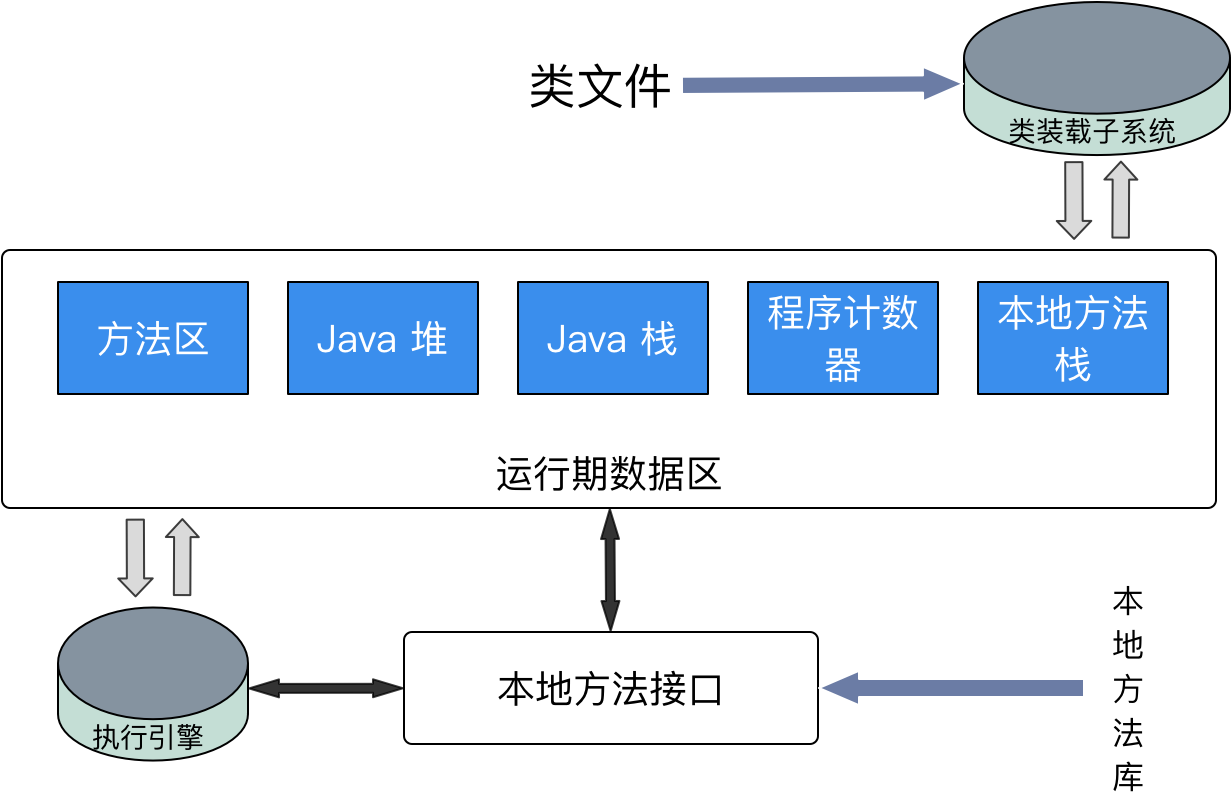 类文件
类装载子系统
方法区
Java 堆
Java 栈
程序计数
器
本地方法
栈
运行期数据区
执行引擎
本地方法接口
本
地
方
法
库